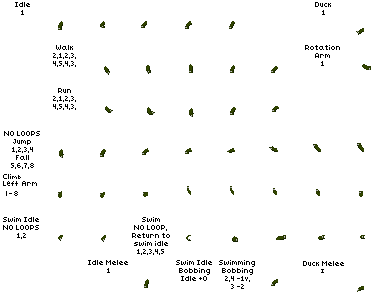 Idle
1
Duck
1
Walk
2,1,2,3,
4,5,4,3,
Rotation
Arm
1
Run
2,1,2,3,
4,5,4,3,
NO LOOPS
Jump
1,2,3,4
Fall
5,6,7,8
Climb
Left Arm
1-8
Swim Idle
NO LOOPS
1,2
Swim
NO LOOP,
Return to
swim idle
1,2,3,4,5
Swim Idle
Bobbing
Idle +0
Swimming
Bobbing
2,4 -1v,
3 -2
Idle Melee
1
Duck Melee
1